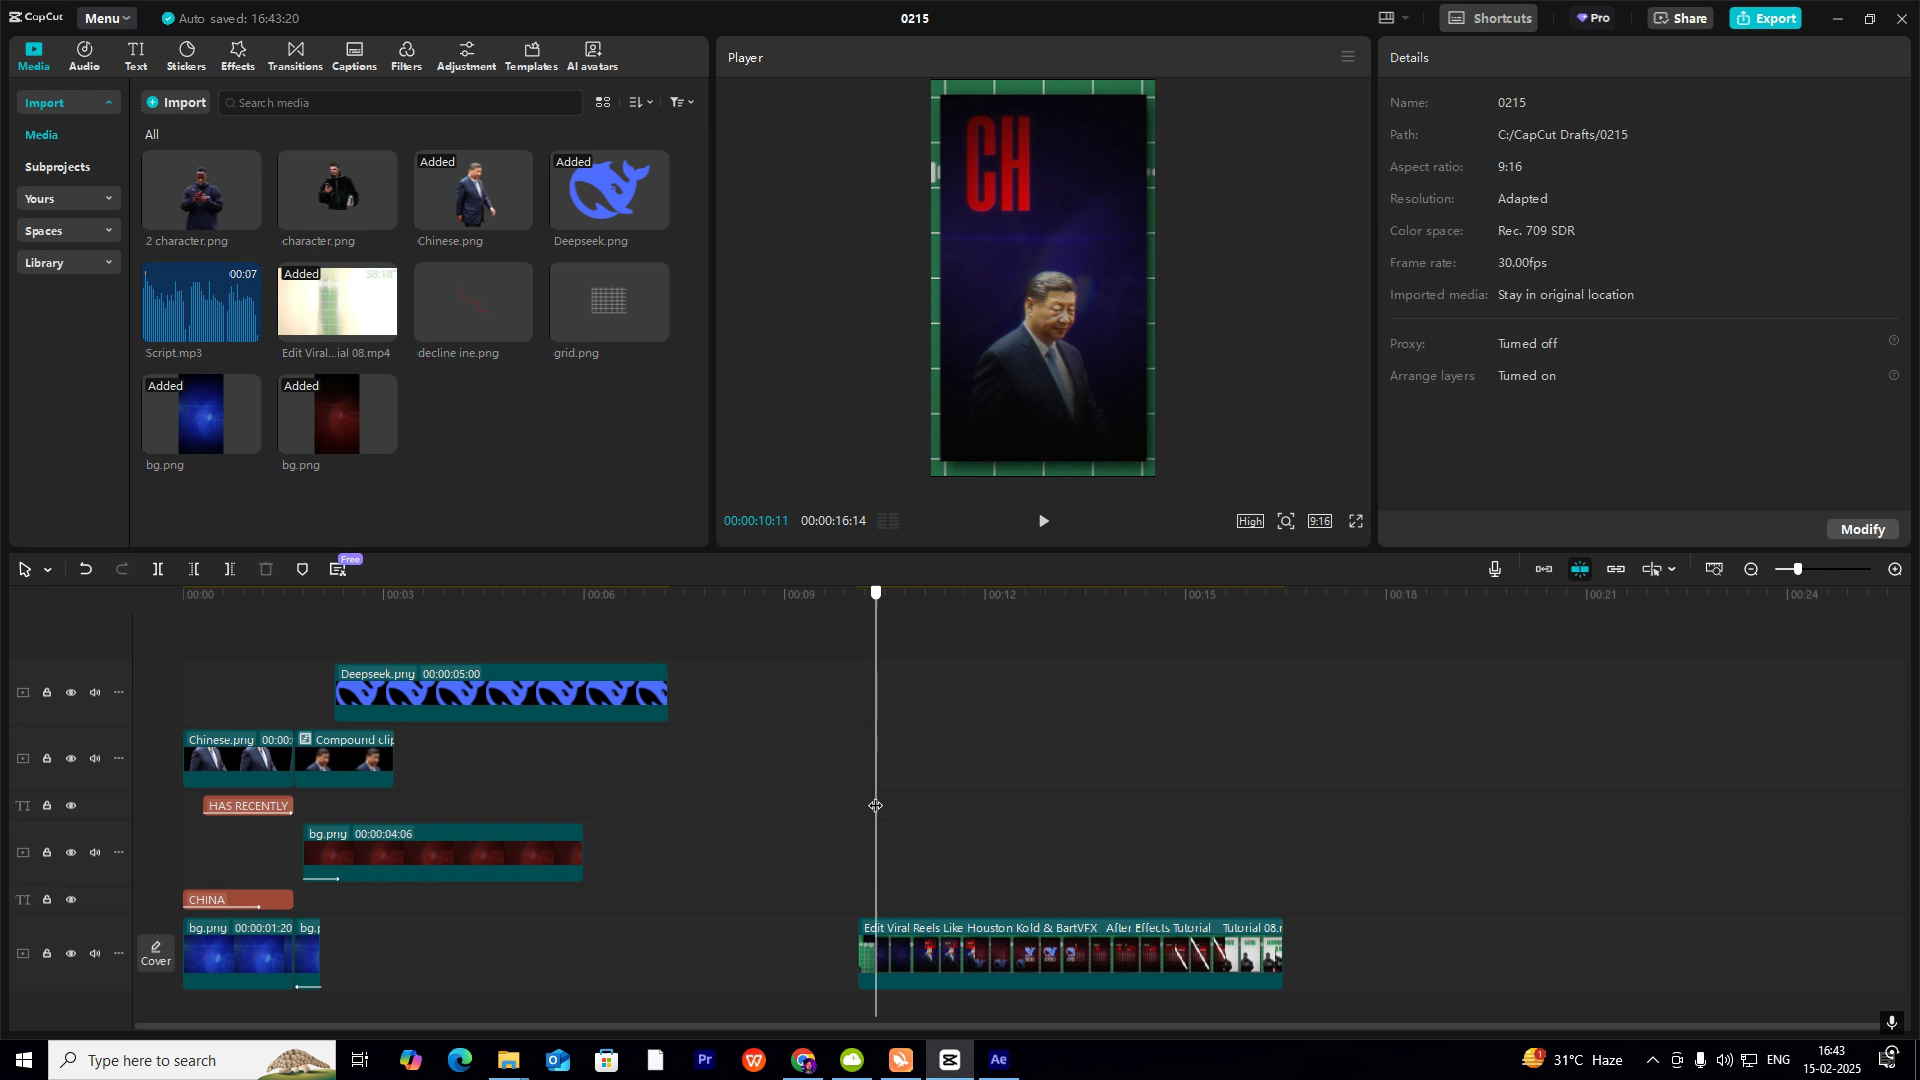 CapCut
Menu
Auto saved: 16:43:20
0215
Shortcuts
Pro
Share
Export
Media
Audio
TI
Text
Stickers
Effects
Transitions
Captions
Filters
Adjustment
Templates
AI avatars
Player
Details
Import
Media
Subprojects
Yours
Spaces
Library
Import
Search media
All
2 character.png
character.png
Added
Chinese.png
Added
Deepseek.png
00:07
Script.mp3
Added
38:18
Edit Viral...ial 08.mp4
decline ine.png
grid.png
Added
bg.png
Added
bg.png
CH
00:00:10:11
00:00:16:14
High
9:16
Name: 0215
Path: C:/CapCut Drafts/0215
Aspect ratio: 9:16
Resolution: Adapted
Color space: Rec. 709 SDR
Frame rate: 30.00fps
Imported media: Stay in original location
Proxy: Turned off
Arrange layers Turned on
Modify
Free
00:00
00:03
00:06
00:09
00:12
00:15
00:18
00:21
00:24
Deepseek.png 00:00:05:00
Chinese.png 00:00:
Compound clip
TI
HAS RECENTLY
bg.png 00:00:04:06
TI
CHINA
Cover
bg.png 00:00:01:20
bg.p
Edit Viral Reels Like Houston Kold & BartVFX After Effects Tutorial Tutorial 08.m
Type here to search
Pr
W
Ae
1
31°C Haze
ENG
16:43
15-02-2025